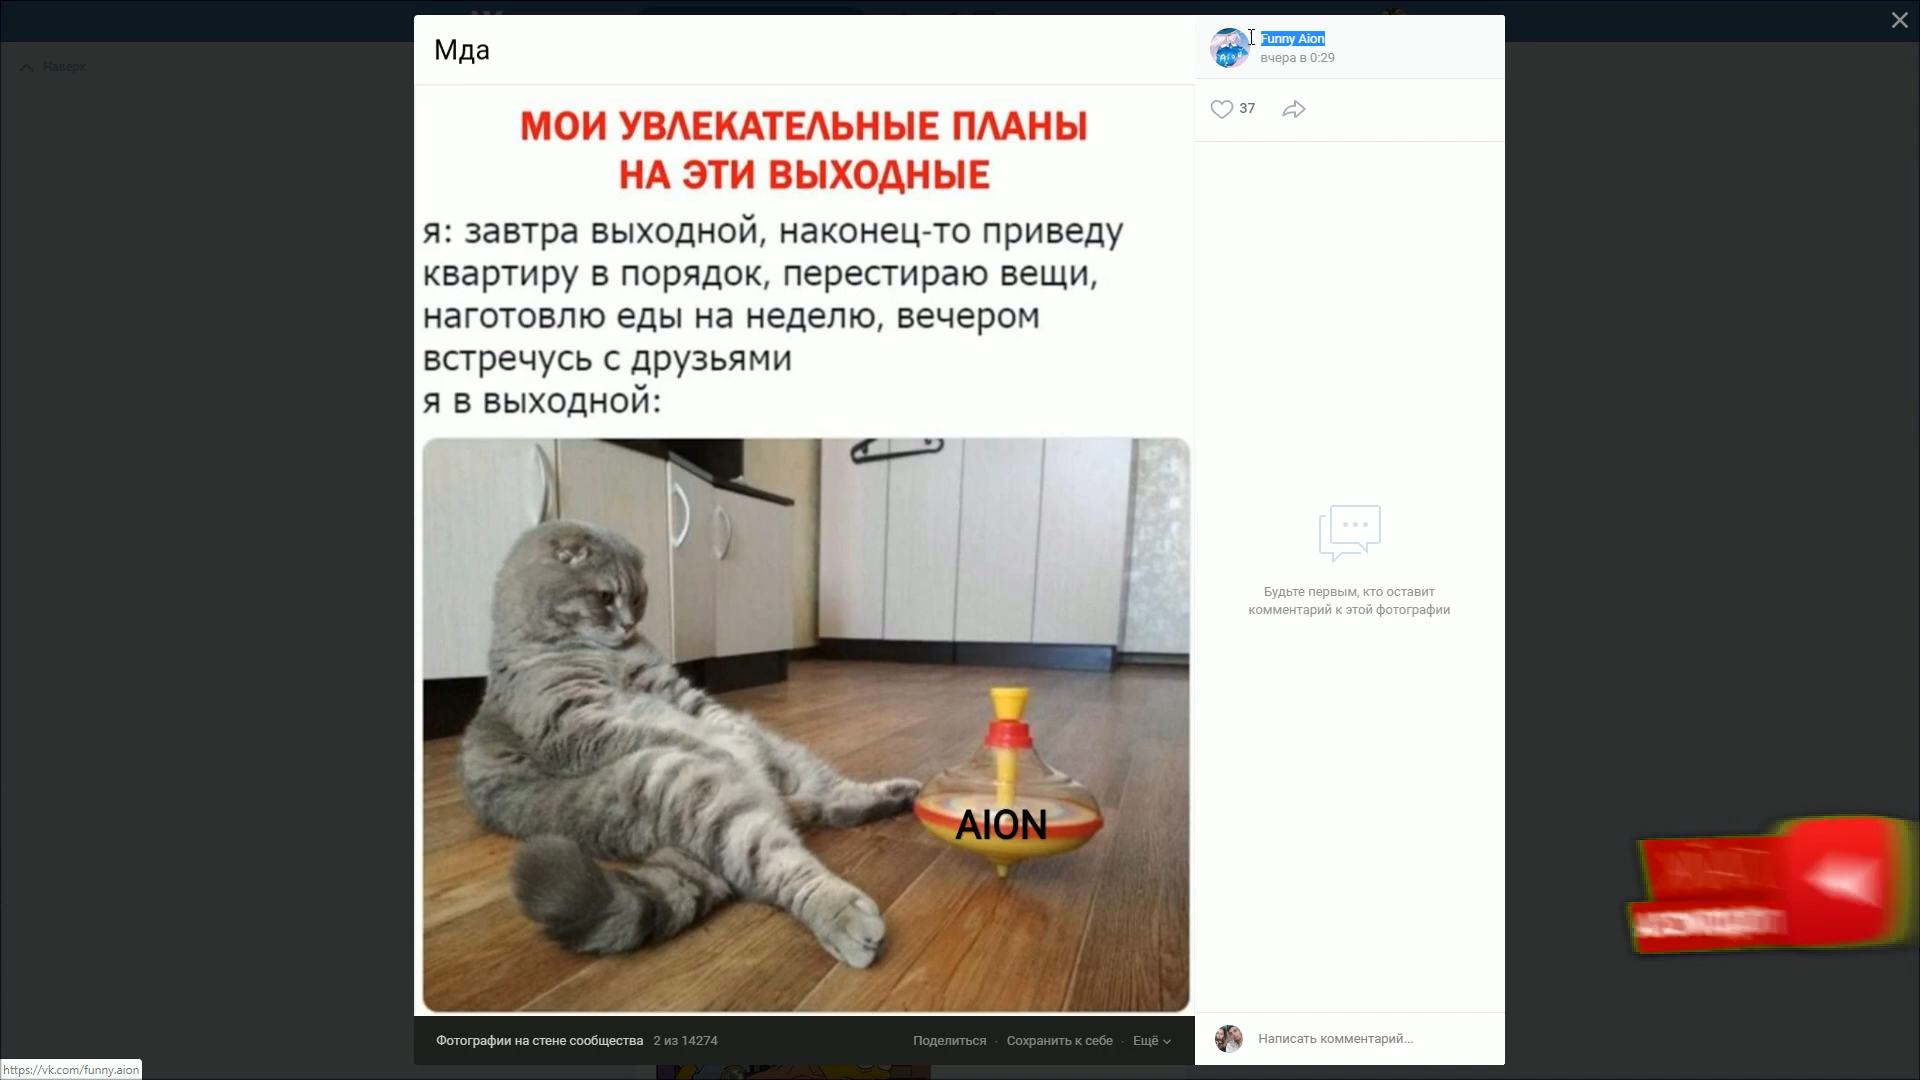 Наверх
Мда
МОИ УВЛЕКАТЕЛЬНЫЕ ПЛАНЫ
НА ЭТИ ВЫХОДНЫЕ
я: завтра выходной, наконец-то приведу
квартиру в порядок, перестираю вещи,
наготовлю еды на неделю, вечером
встречусь с друзьями
я в выходной:
AION
Фотографии на стене сообщества 2 из 14274
Поделиться · Сохранить к себе · Ещё
Funny Aion
вчера в 0:29
37
Будьте первым, кто оставит
комментарий к этой фотографии
Написать комментарий...
https://vk.com/funny.aion